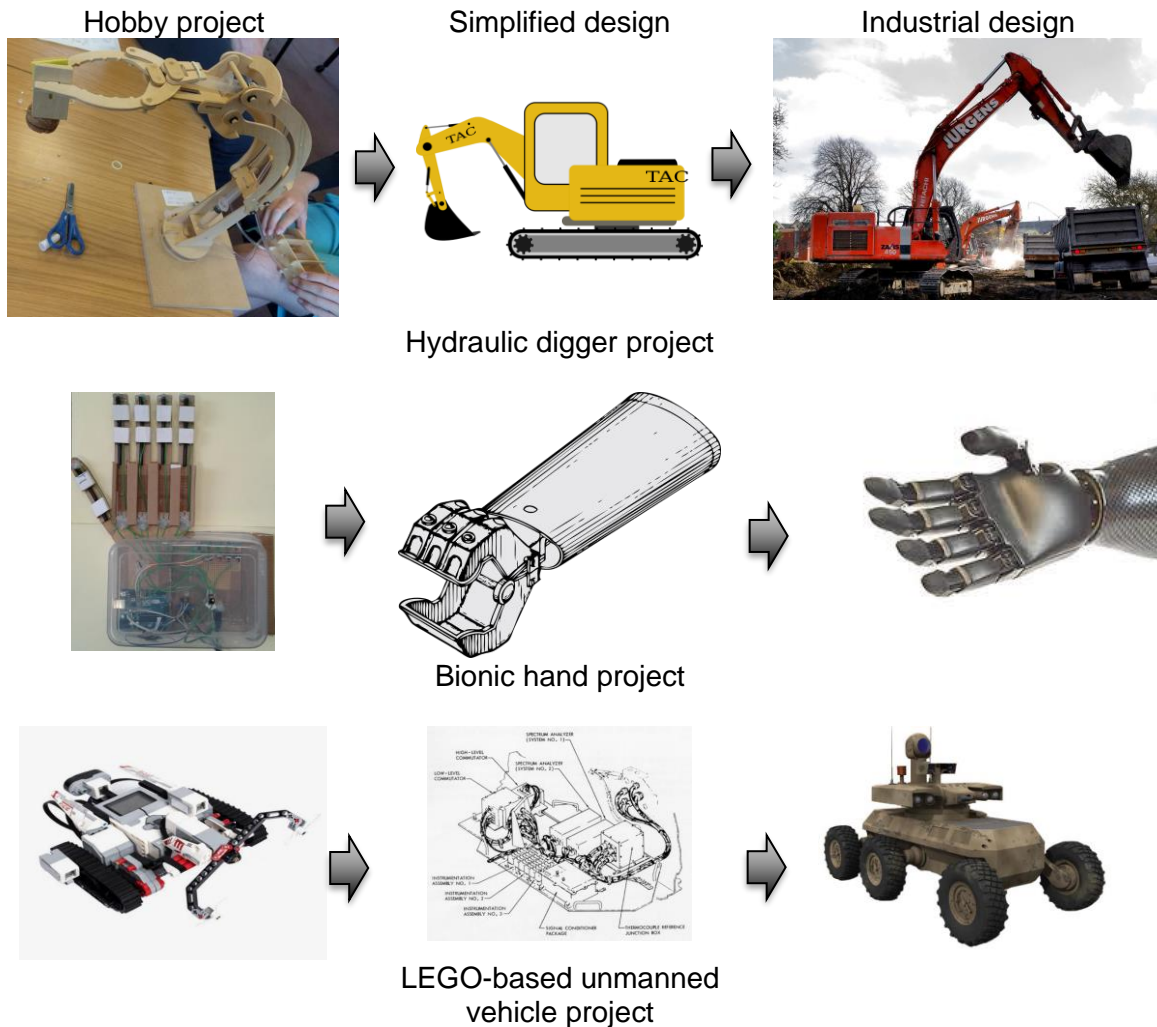 Hobby project
Simplified design
Industrial design
TAC
TAC
JURGENS
HITACHI
Hydraulic digger project
Bionic hand project
SPECTRUM ANALYZER
(SYSTEM NO. 1)
HIGH-LEVEL
COMMUTATOR
SPECTRUM ANALYZER
(SYSTEM NO. 2)
LOW-LEVEL
COMMUTATOR
INSTRUMENTATION
ASSEMBLY NO. 1
INSTRUMENTATION
ASSEMBLY NO. 2
INSTRUMENTATION
ASSEMBLY NO. 3
SIGNAL CONDITIONER
PACKAGE
THERMOCOUPLE REFERENCE
JUNCTION BOX
LEGO-based unmanned
vehicle project